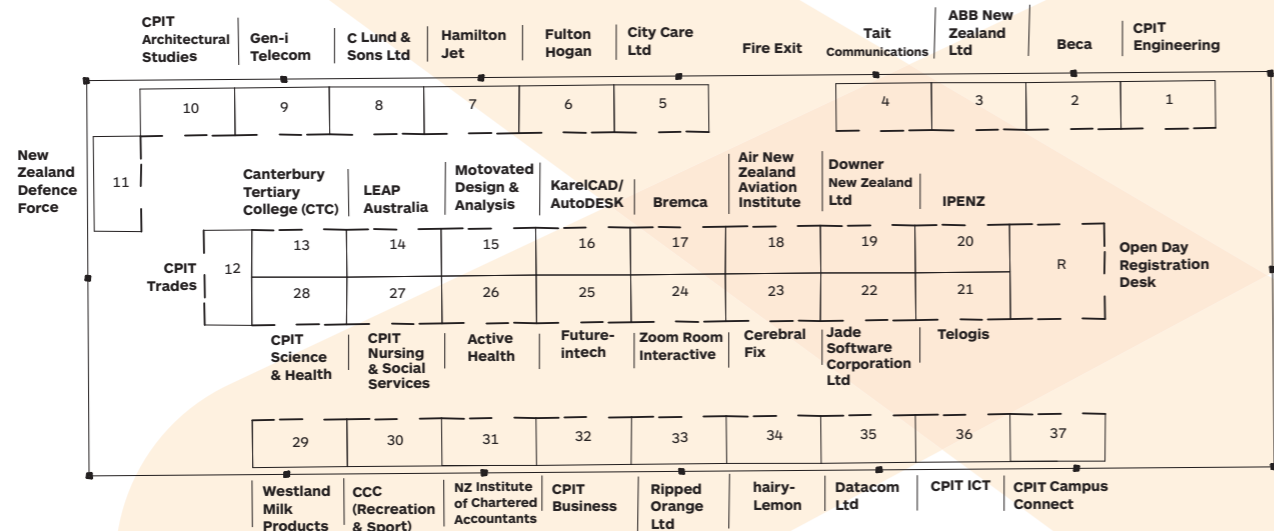 CPIT
Architectural
Studies
Gen-i
Telecom
C Lund &
Sons Ltd
Hamilton
Jet
Fulton
Hogan
City Care
Ltd
Fire Exit
Tait
Communications
ABB New
Zealand
Ltd
Beca
CPIT
Engineering
10
9
8
7
6
5
4
3
2
1
New
Zealand
Defence
Force
11
Canterbury
Tertiary
College (CTC)
LEAP
Australia
Motovated
Design &
Analysis
KarelCAD/
AutoDESK
Bremca
Air New
Zealand
Aviation
Institute
Downer
New Zealand
Ltd
IPENZ
CPIT
Trades
12
13
14
15
16
17
18
19
20
R
Open Day
Registration
Desk
28
27
26
25
24
23
22
21
CPIT
Science
& Health
CPIT
Nursing
& Social
Services
Active
Health
Future-
intech
Zoom Room
Interactive
Cerebral
Fix
Jade
Software
Corporation
Ltd
Telogis
29
30
31
32
33
34
35
36
37
Westland
Milk
Products
CCC
(Recreation
& Sport)
NZ Institute
of Chartered
Accountants
CPIT
Business
Ripped
Orange
Ltd
hairy-
Lemon
Datacom
Ltd
CPIT ICT
CPIT Campus
Connect